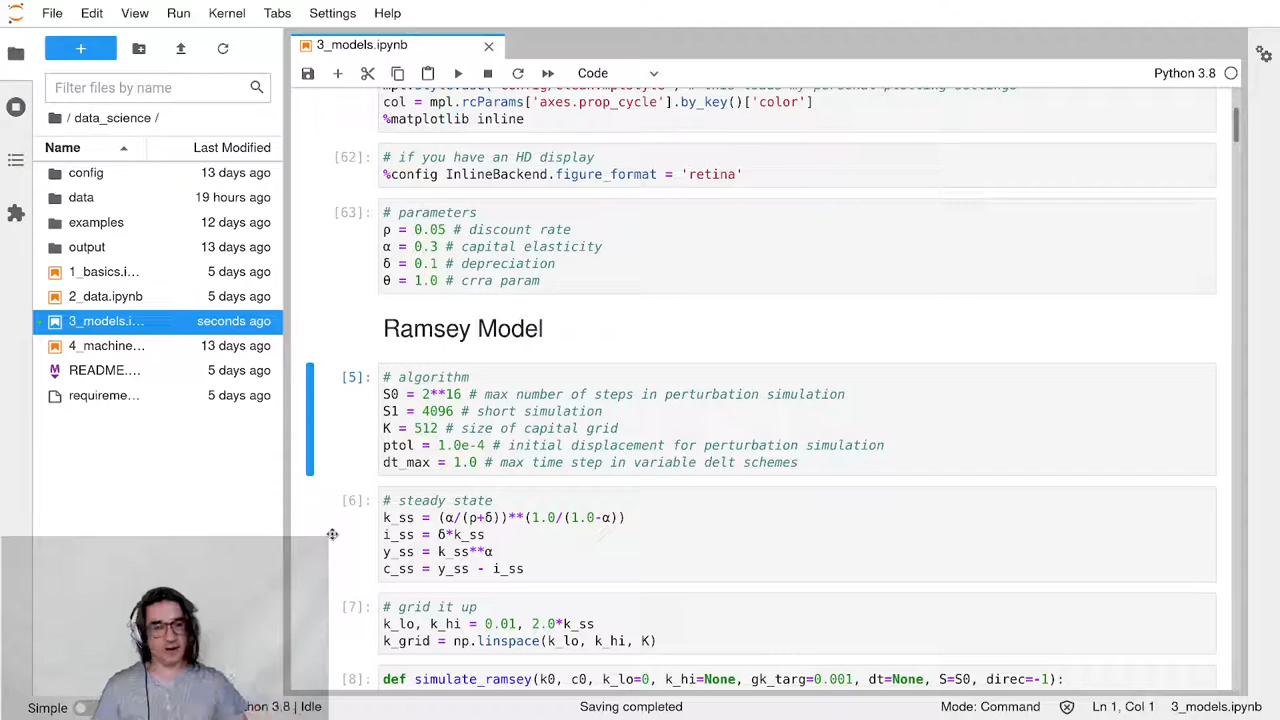 File Edit View Run Kernel Tabs Settings Help
3_models.ipynb
Code
Python 3.8
Filter files by name
/ data_science /
Name Last Modified
config 13 days ago
data 19 hours ago
examples 12 days ago
output 13 days ago
1_basics.i… 5 days ago
2_data.ipynb 5 days ago
3_models.i… seconds ago
4_machine… 13 days ago
README.… 5 days ago
requireme… 5 days ago
col = mpl.rcParams['axes.prop_cycle'].by_key()['color']
%matplotlib inline
[62]: # if you have an HD display
%config InlineBackend.figure_format = 'retina'
[63]: # parameters
ρ = 0.05 # discount rate
α = 0.3 # capital elasticity
δ = 0.1 # depreciation
θ = 1.0 # crra param
Ramsey Model
[5]: # algorithm
S0 = 2**16 # max number of steps in perturbation simulation
S1 = 4096 # short simulation
K = 512 # size of capital grid
ptol = 1.0e-4 # initial displacement for perturbation simulation
dt_max = 1.0 # max time step in variable delt schemes
[6]: # steady state
k_ss = (α/(ρ+δ))**(1.0/(1.0-α))
i_ss = δ*k_ss
y_ss = k_ss**α
c_ss = y_ss - i_ss
[7]: # grid it up
k_lo, k_hi = 0.01, 2.0*k_ss
k_grid = np.linspace(k_lo, k_hi, K)
[8]: def simulate_ramsey(k0, c0, k_lo=0, k_hi=None, gk_targ=0.001, dt=None, S=S0, direc=-1):
Simple hon 3.8 | Idle Saving completed Mode: Command Ln 1, Col 1 3_models.ipynb